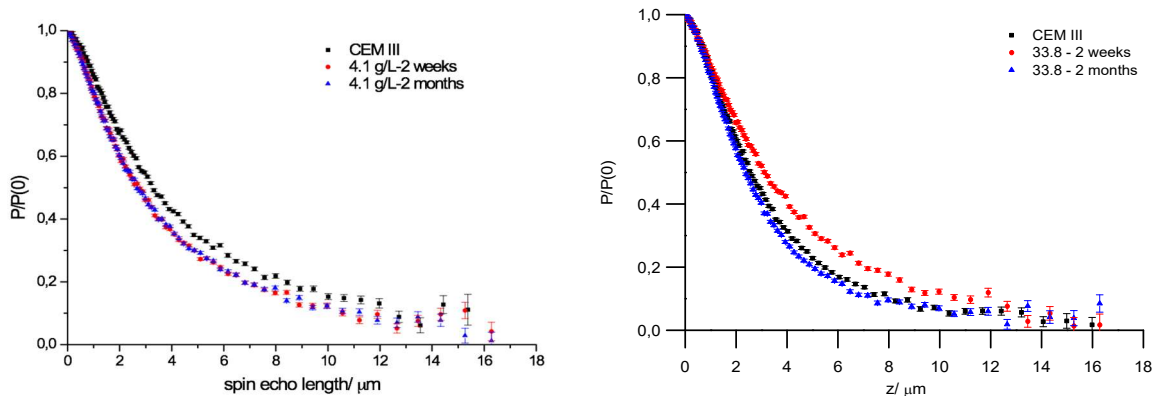 1,0
0,8
0,6
0,4
0,2
0,0
P/P(0)
CEM III
4.1 g/L-2 weeks
4.1 g/L-2 months
0 2 4 6 8 10 12 14 16 18
spin echo length/ μm
1,0
0,8
0,6
0,4
0,2
0,0
P/P(0)
CEM III
33.8 - 2 weeks
33.8 - 2 months
0 2 4 6 8 10 12 14 16 18
z/ μm